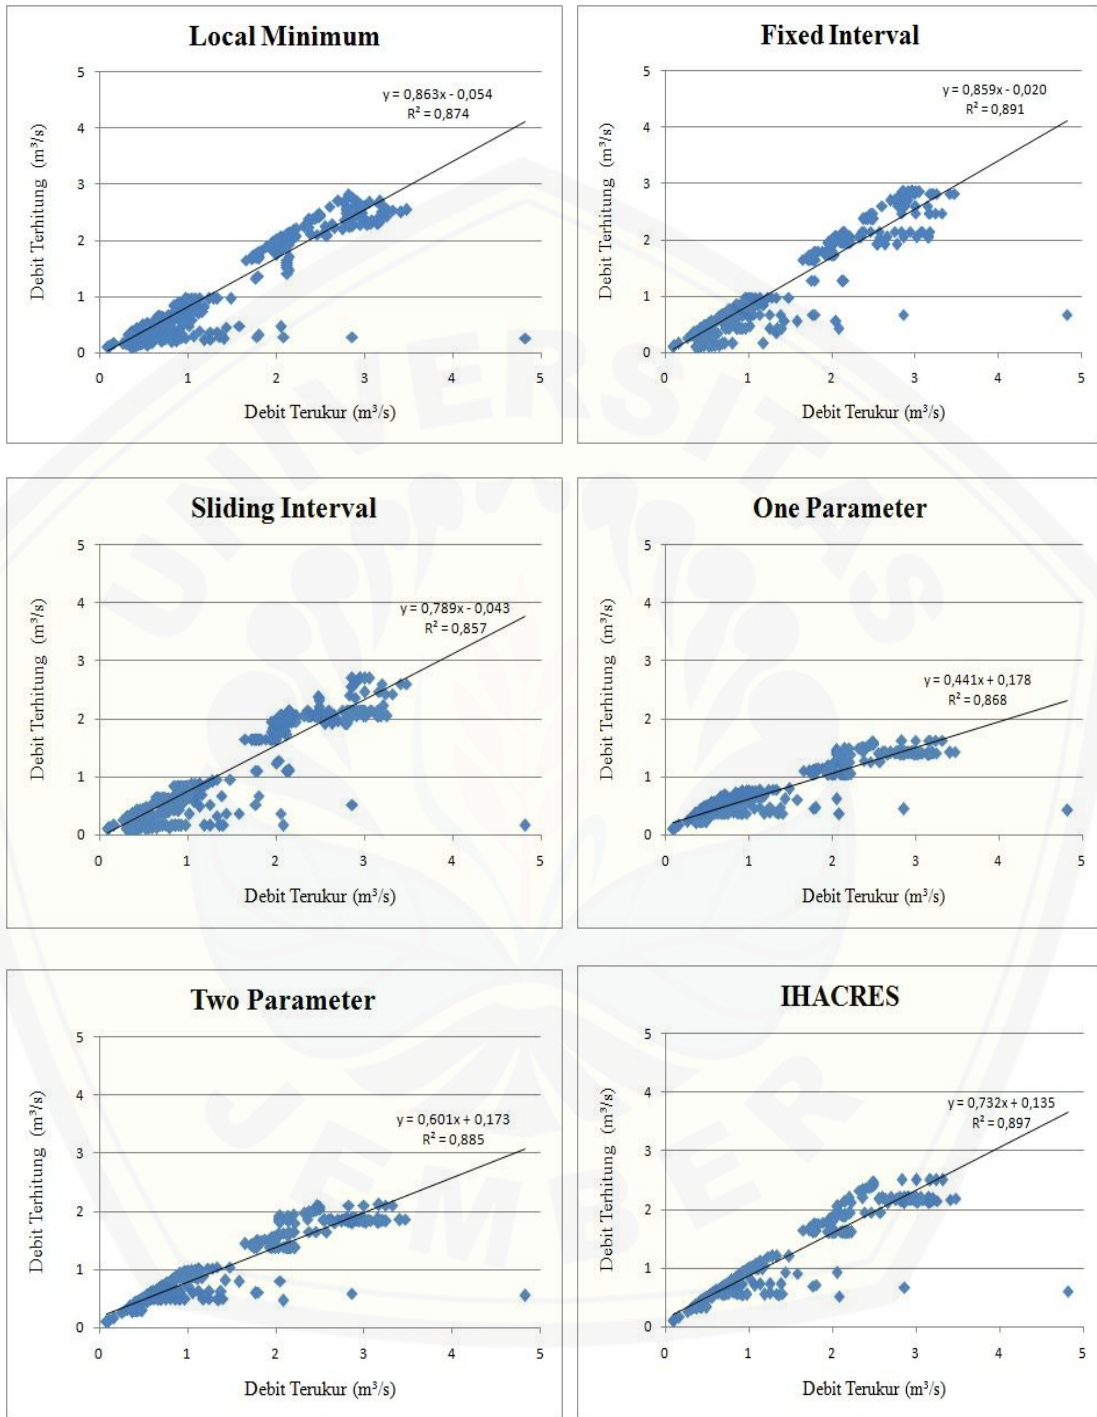 Local Minimum
5
4
3
2
1
0
0 1 2 3 4 5
y = 0,863x - 0,054
R² = 0,874
Debit Terhitung (m³/s)
Debit Terukur (m³/s)
Fixed Interval
5
4
3
2
1
0
0 1 2 3 4 5
y = 0,859x - 0,020
R² = 0,891
Debit Terhitung (m³/s)
Debit Terukur (m³/s)
Sliding Interval
5
4
3
2
1
0
0 1 2 3 4 5
y = 0,789x - 0,043
R² = 0,857
Debit Terhitung (m³/s)
Debit Terukur (m³/s)
One Parameter
5
4
3
2
1
0
0 1 2 3 4 5
y = 0,441x + 0,178
R² = 0,868
Debit Terhitung (m³/s)
Debit Terukur (m³/s)
Two Parameter
5
4
3
2
1
0
0 1 2 3 4 5
y = 0,601x + 0,173
R² = 0,885
Debit Terhitung (m³/s)
Debit Terukur (m³/s)
IHACRES
5
4
3
2
1
0
0 1 2 3 4 5
y = 0,732x + 0,135
R² = 0,897
Debit Terhitung (m³/s)
Debit Terukur (m³/s)
UNIVERSITAS
JEMBER